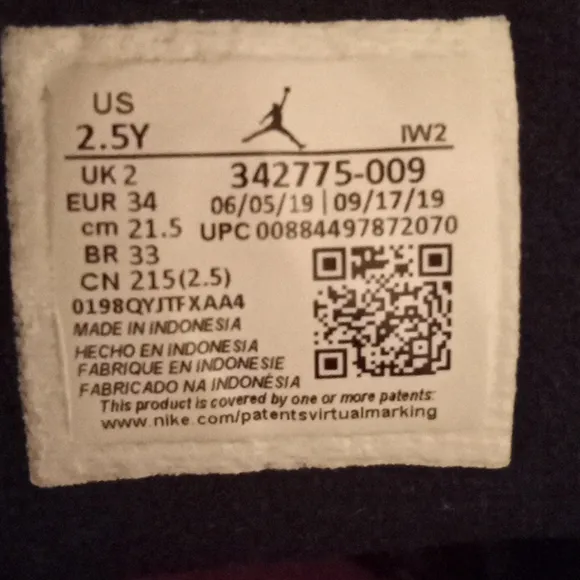 US
2.5Y
IW2
UK 2
342775-009
EUR 34
06/05/19 | 09/17/19
cm 21.5
UPC 00884497872070
BR 33
CN 215(2.5)
0198QYJTFXAA4
MADE IN INDONESIA
HECHO EN INDONESIA
FABRIQUE EN INDONESIE
FABRICADO NA INDONÉSIA
This product is covered by one or more patents:
www.nike.com/patentsvirtualmarking